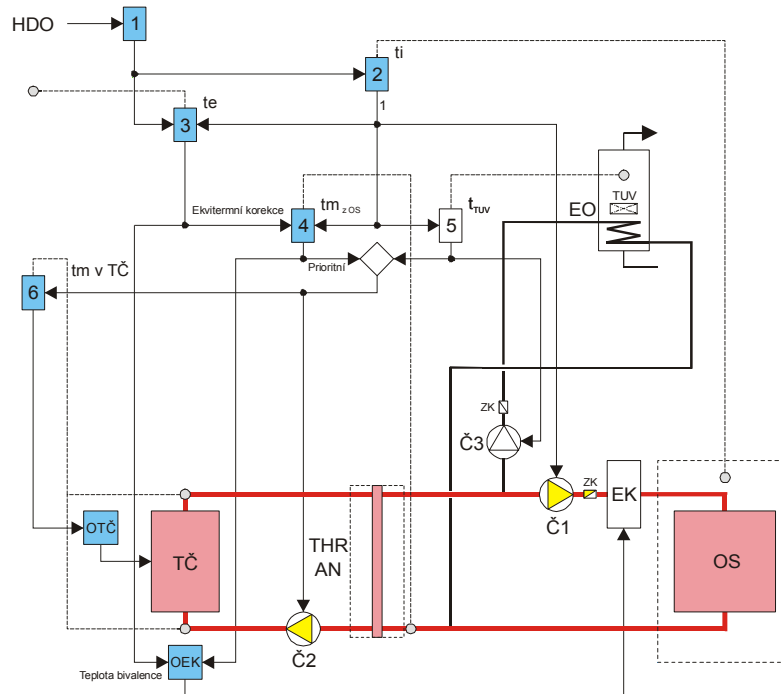 HDO
1
ti
2
1
te
3
Ekvitermní korekce
tm z OS
4
t TUV
5
EO
TUV
Prioritní
tm v TČ
6
ZK
Č3
ZK
EK
Č1
OTČ
TČ
THR
AN
OS
Č2
OEK
Teplota bivalence